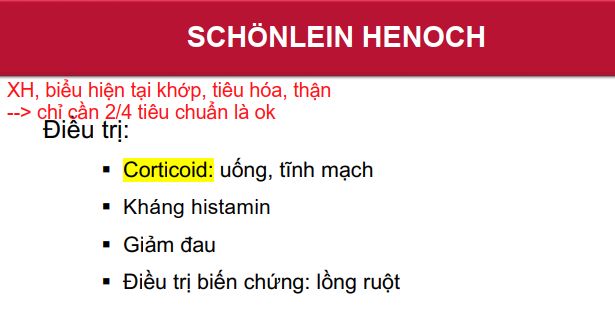 SCHÖNLEIN HENOCH
XH, biểu hiện tại khớp, tiêu hóa, thận
--> chỉ cần 2/4 tiêu chuẩn là ok
Điều trị:
▪ Corticoid: uống, tĩnh mạch
▪ Kháng histamin
▪ Giảm đau
▪ Điều trị biến chứng: lồng ruột